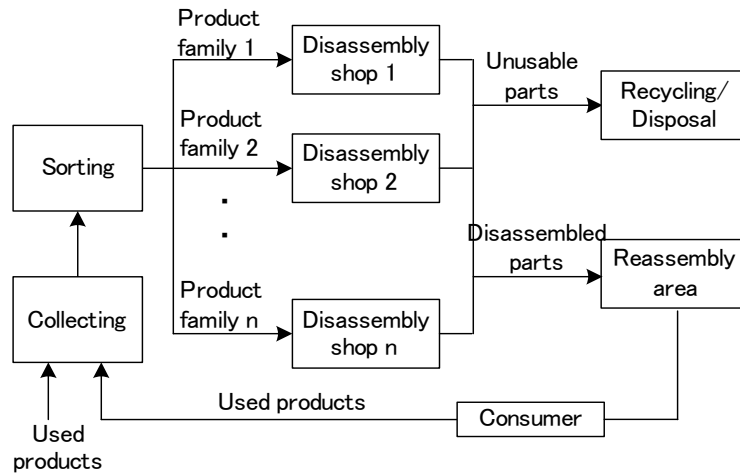 Product
family 1
Disassembly
shop 1
Unusable
parts
Recycling/
Disposal
Sorting
Product
family 2
Disassembly
shop 2
.
.
Disassembled
parts
Reassembly
area
Collecting
Product
family n
Disassembly
shop n
Used products
Consumer
Used
products